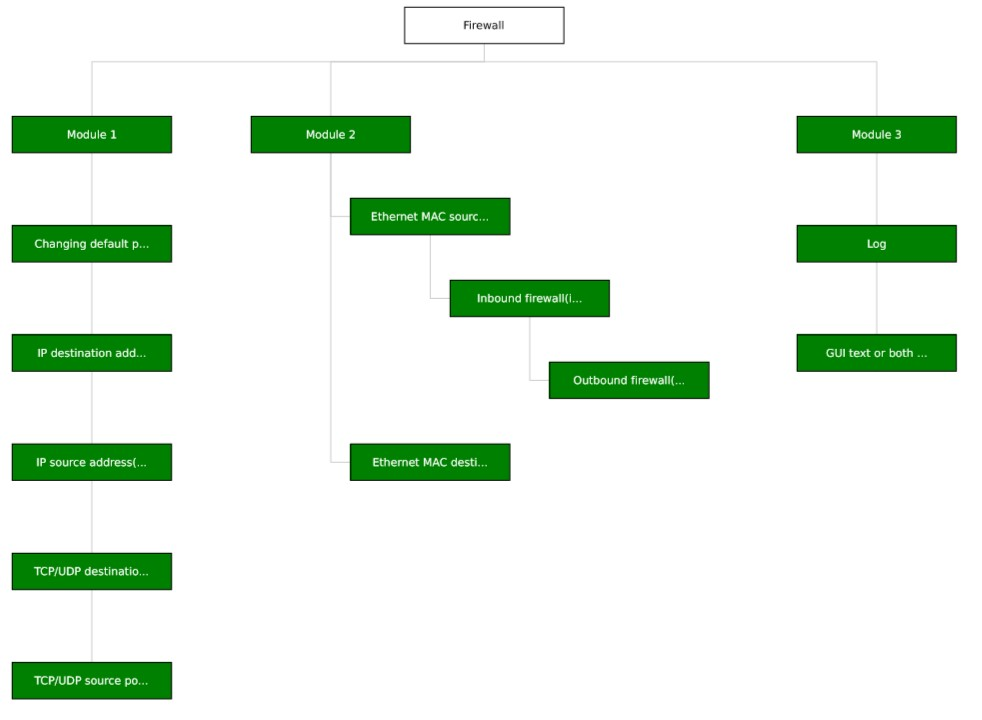 Firewall
Module 1
Module 2
Module 3
Ethernet MAC sourc...
Changing default p...
Log
Inbound firewall(i...
IP destination add...
GUI text or both ...
Outbound firewall(...
IP source address(...
Ethernet MAC desti...
TCP/UDP destinatio...
TCP/UDP source po...